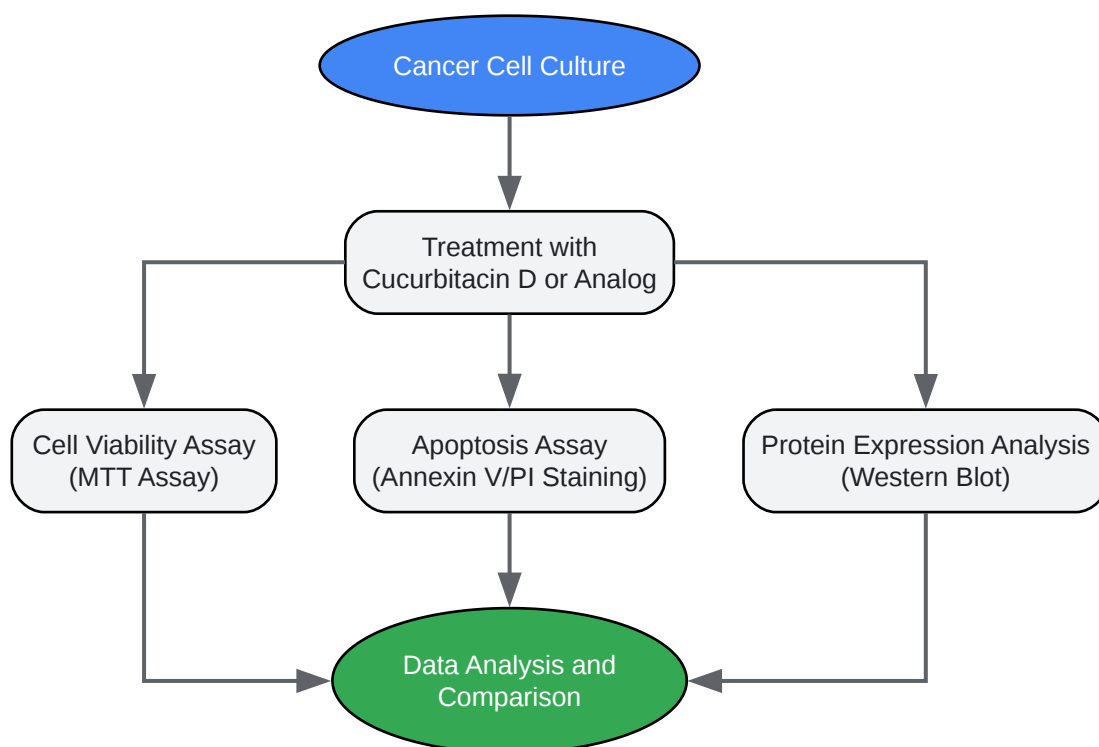 Cancer Cell Culture
Treatment with
Cucurbitacin D or Analog
Cell Viability Assay
(MTT Assay)
Apoptosis Assay
(Annexin V/PI Staining)
Protein Expression Analysis
(Western Blot)
Data Analysis and
Comparison